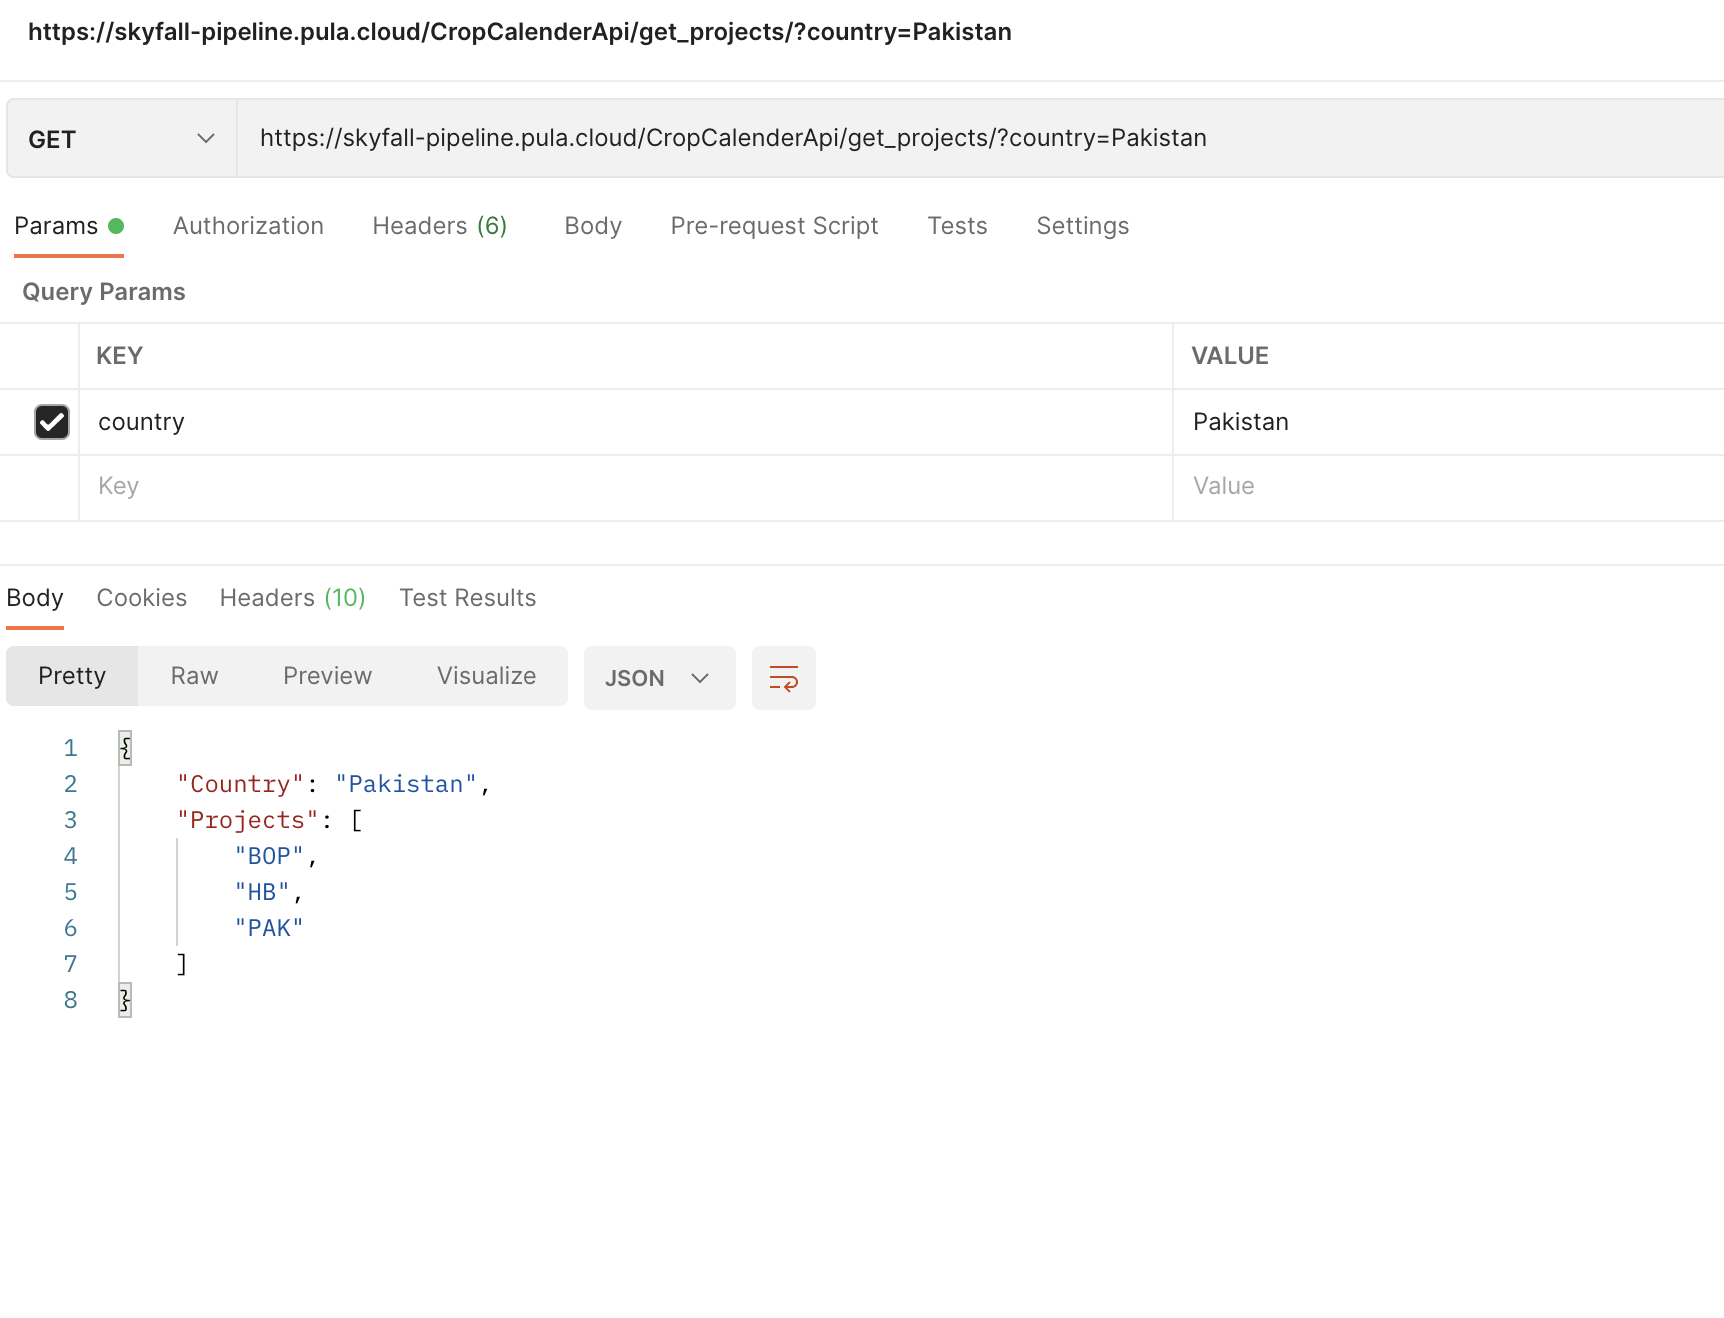 https://skyfall-pipeline.pula.cloud/CropCalenderApi/get_projects/?country=Pakistan
GET https://skyfall-pipeline.pula.cloud/CropCalenderApi/get_projects/?country=Pakistan
Params Authorization Headers (6) Body Pre-request Script Tests Settings
Query Params
KEY VALUE
country Pakistan
Key Value
Body Cookies Headers (10) Test Results
Pretty Raw Preview Visualize JSON
1 {
2 "Country": "Pakistan",
3 "Projects": [
4 "BOP",
5 "HB",
6 "PAK"
7 ]
8 }